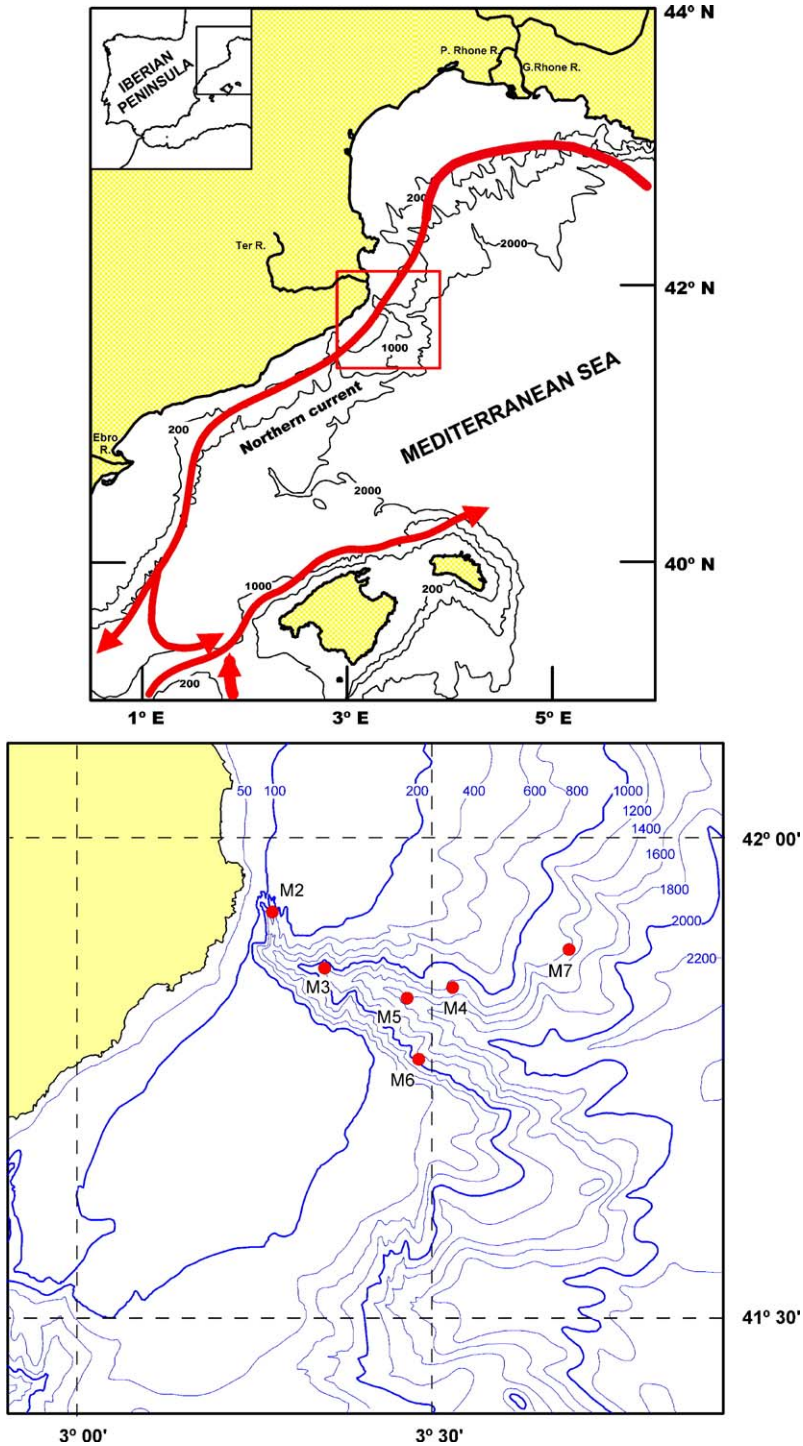 44º N
P. Rhone R.
G.Rhone R.
IBERIAN
PENINSULA
200
Ter R.
2000
42º N
1000
MEDITERRANEAN SEA
Northern current
200
Ebro
R.
2000
40º N
1000
200
200
1º E
3º E
5º E
50
100
200
400
600
800
1000
1200
1400
1600
1800
2000
2200
42º 00'
M2
M3
M5
M4
M7
M6
41º 30'
3º 00'
3º 30'